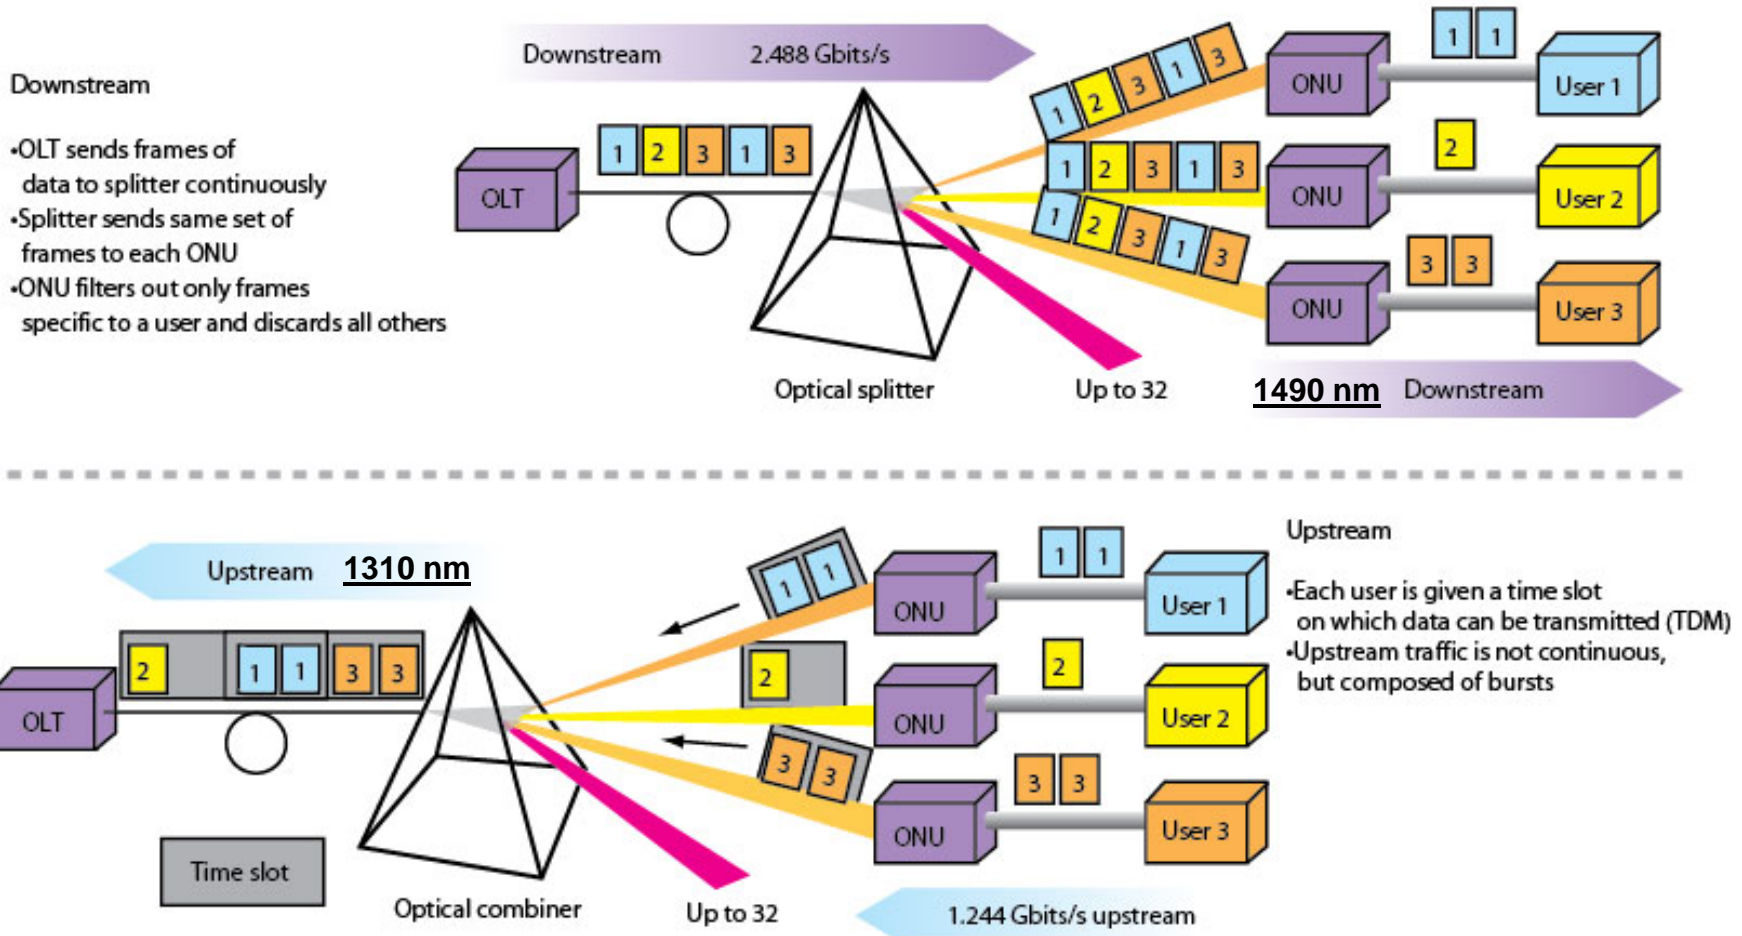 Downstream 2.488 Gbits/s
Downstream
•OLT sends frames of
data to splitter continuously
•Splitter sends same set of
frames to each ONU
•ONU filters out only frames
specific to a user and discards all others
OLT
1 2 3 1 3
1 2 3 1 3
1 2 3 1 3
1 2 3 1 3
ONU
1 1
User 1
ONU
2
User 2
ONU
3 3
User 3
Optical splitter
Up to 32
1490 nm Downstream
Upstream 1310 nm
2 1 1 3 3
OLT
Time slot
Optical combiner
Up to 32
1 1
2
3 3
ONU
1 1
User 1
ONU
2
User 2
ONU
3 3
User 3
1.244 Gbits/s upstream
Upstream
•Each user is given a time slot
on which data can be transmitted (TDM)
•Upstream traffic is not continuous,
but composed of bursts